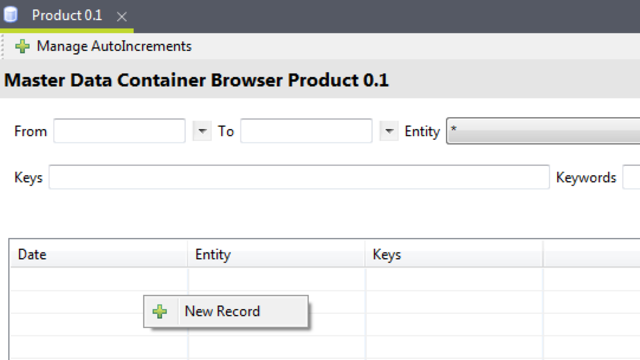 Product 0.1
Manage AutoIncrements
Master Data Container Browser Product 0.1
From To Entity *
Keys Keywords
Date Entity Keys
New Record